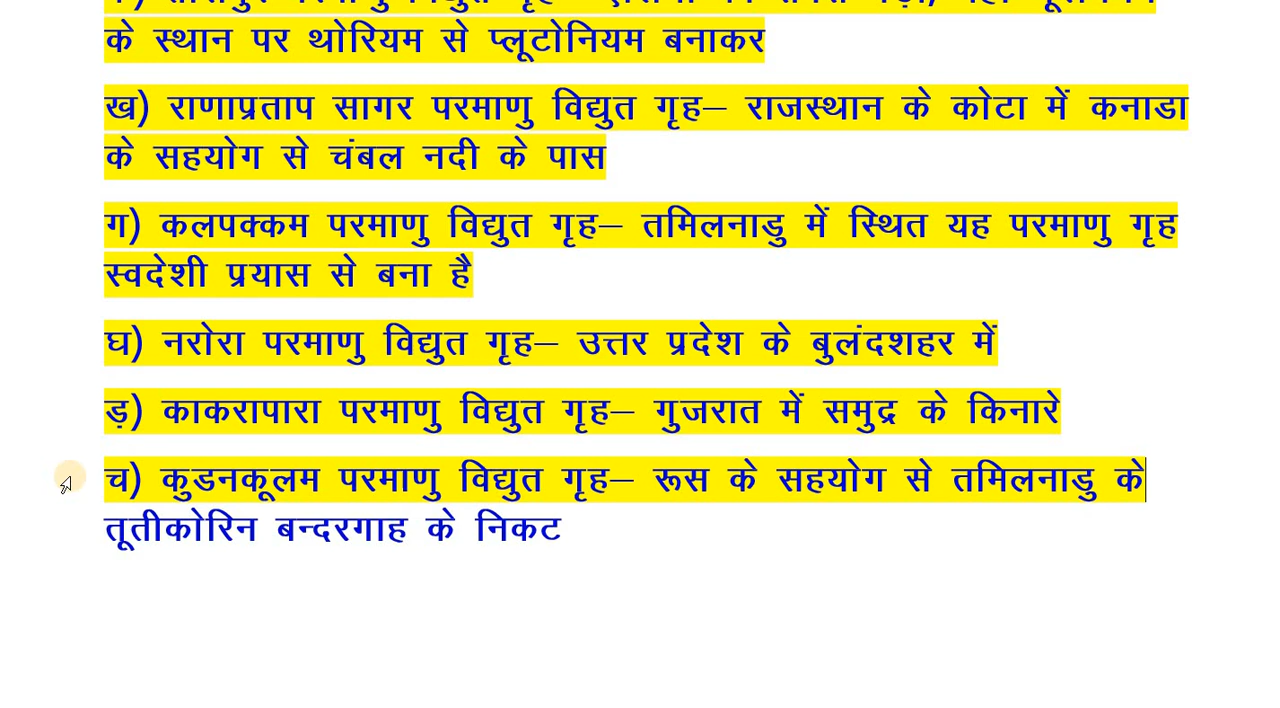 के स्थान पर थोरियम से प्लूटोनियम बनाकर
ख) राणाप्रताप सागर परमाणु विद्युत गृह– राजस्थान के कोटा में कनाडा
के सहयोग से चंबल नदी के पास
ग) कलपक्कम परमाणु विद्युत गृह– तमिलनाडु में स्थित यह परमाणु गृह
स्वदेशी प्रयास से बना है
घ) नरोरा परमाणु विद्युत गृह– उत्तर प्रदेश के बुलंदशहर में
ड़) काकरापारा परमाणु विद्युत गृह– गुजरात में समुद्र के किनारे
च) कुडनकूलम परमाणु विद्युत गृह– रूस के सहयोग से तमिलनाडु के
तूतीकोरिन बन्दरगाह के निकट